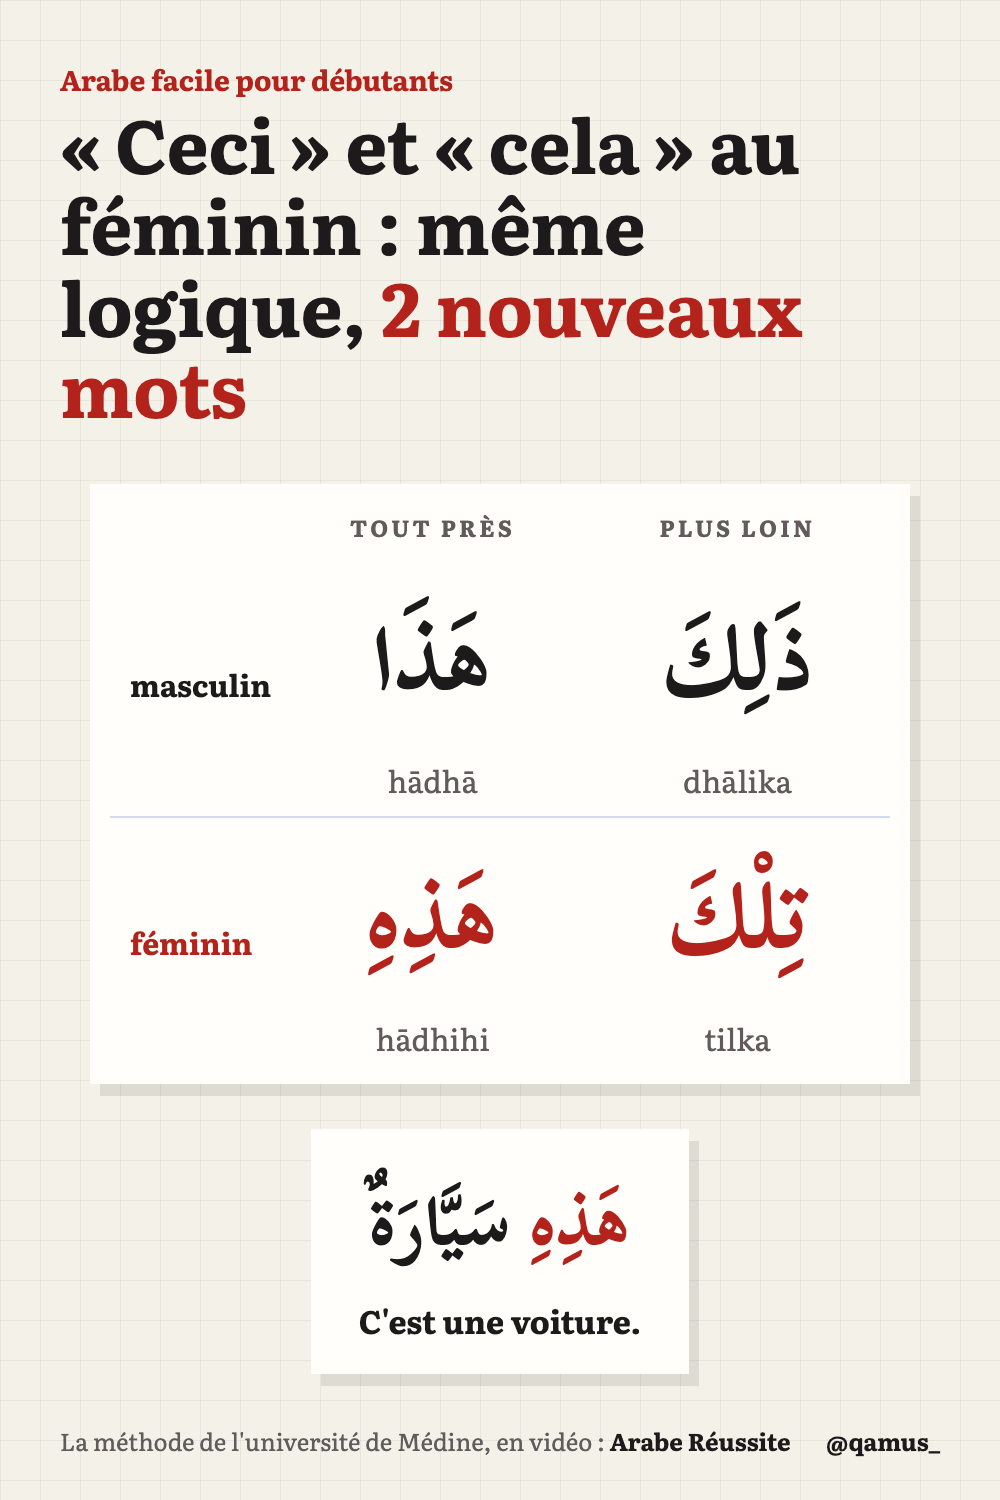 Arabe facile pour débutants
« Ceci » et « cela » au
féminin : même
logique, 2 nouveaux
mots
TOUT PRÈS PLUS LOIN
masculin هَذَا ذَلِكَ
hādhā dhālika
féminin هَذِهِ تِلْكَ
hādhihi tilka
هَذِهِ سَيَّارَةٌ
C'est une voiture.
La méthode de l'université de Médine, en vidéo : Arabe Réussite @qamus_